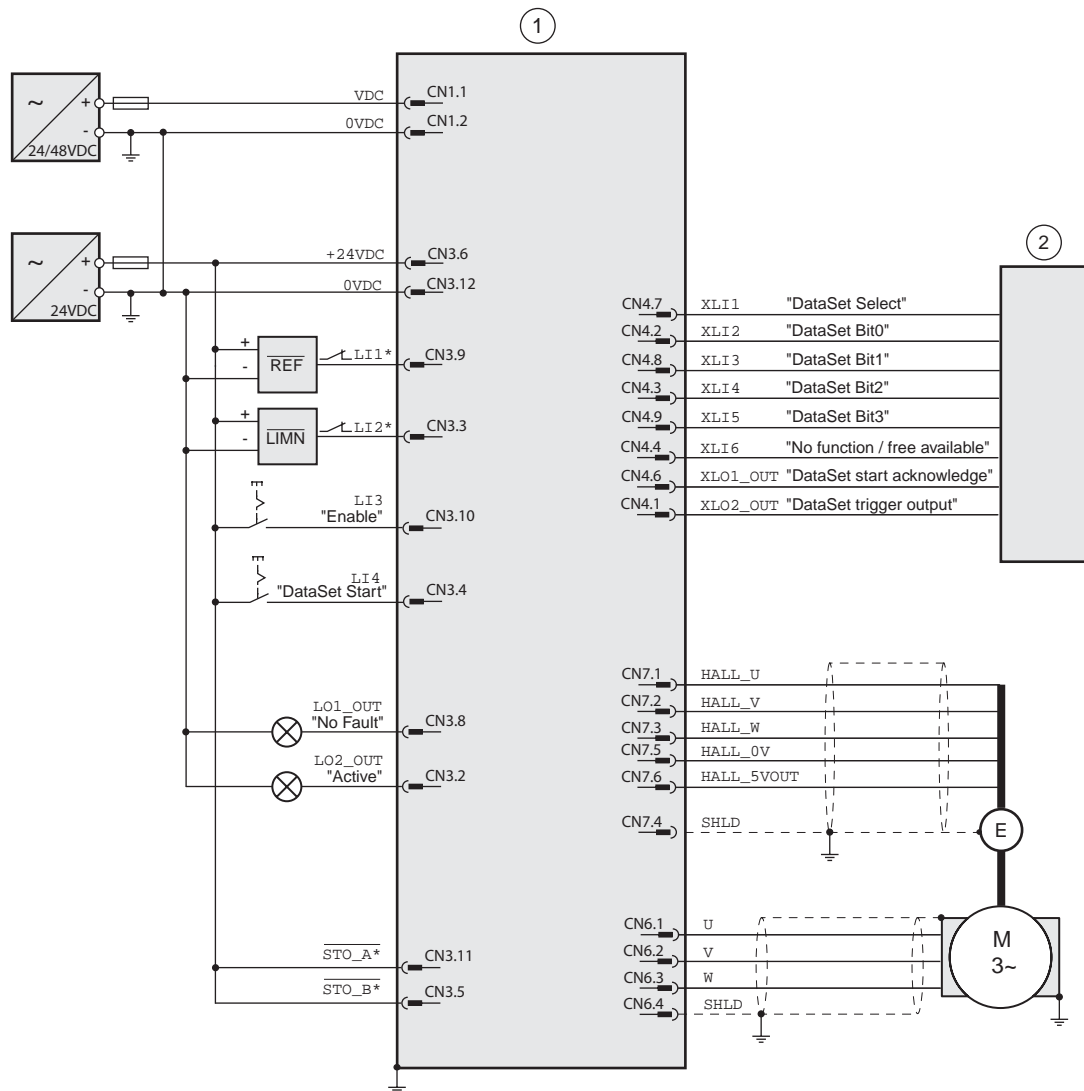 1
~
+
-
24/48VDC
VDC
CN1.1
0VDC
CN1.2
~
+
-
24VDC
+24VDC
CN3.6
0VDC
CN3.12
+
-
REF
LI1*
CN3.9
+
-
LIMN
LI2*
CN3.3
LI3
"Enable"
CN3.10
LI4
"DataSet Start"
CN3.4
LO1_OUT
"No Fault"
CN3.8
LO2_OUT
"Active"
CN3.2
STO_A*
CN3.11
STO_B*
CN3.5
2
CN4.7 XLI1 "DataSet Select"
CN4.2 XLI2 "DataSet Bit0"
CN4.8 XLI3 "DataSet Bit1"
CN4.3 XLI4 "DataSet Bit2"
CN4.9 XLI5 "DataSet Bit3"
CN4.4 XLI6 "No function / free available"
CN4.6 XLO1_OUT "DataSet start acknowledge"
CN4.1 XLO2_OUT "DataSet trigger output"
CN7.1 HALL_U
CN7.2 HALL_V
CN7.3 HALL_W
CN7.5 HALL_0V
CN7.6 HALL_5VOUT
CN7.4 SHLD
E
CN6.1 U
CN6.2 V
CN6.3 W
CN6.4 SHLD
M
3~